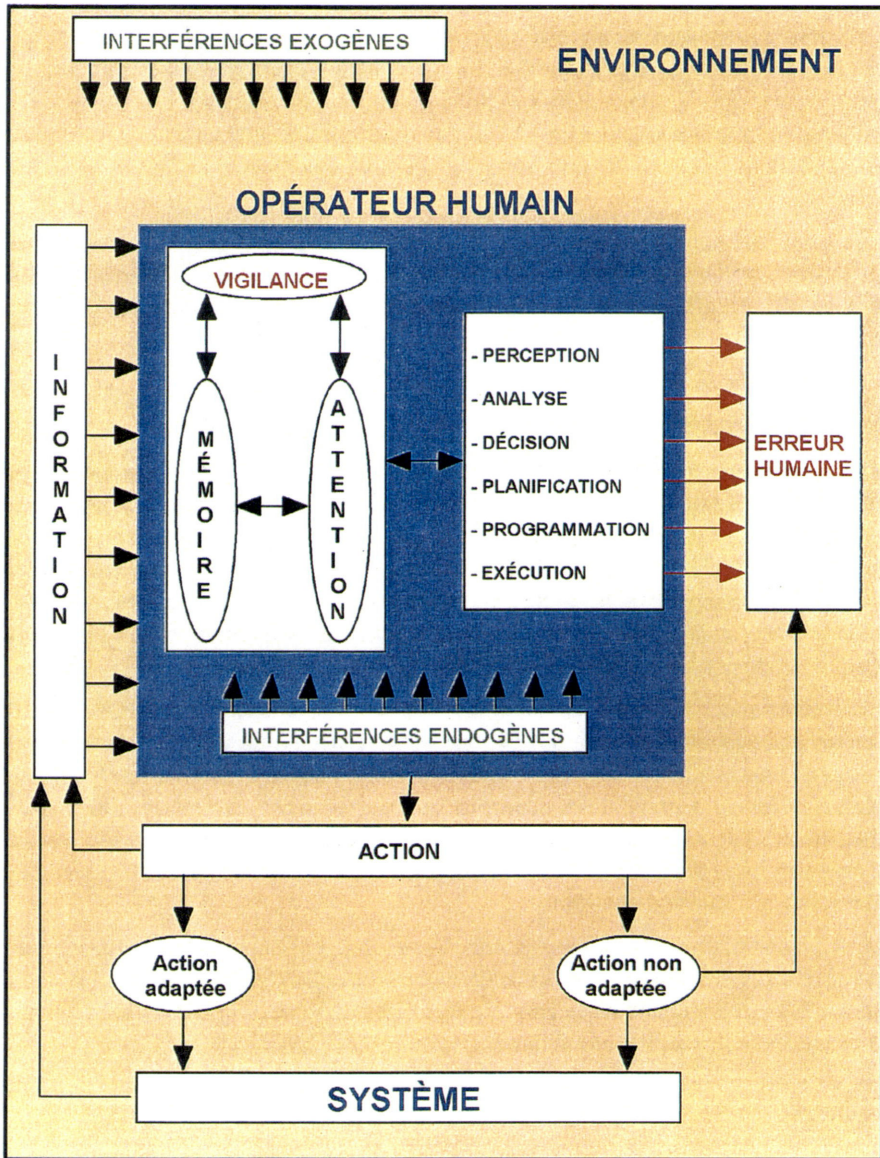 INTERFÉRENCES EXOGÈNES
ENVIRONNEMENT
OPÉRATEUR HUMAIN
INFORMATION
VIGILANCE
MÉMOIRE
ATTENTION
- PERCEPTION
- ANALYSE
- DÉCISION
- PLANIFICATION
- PROGRAMMATION
- EXÉCUTION
ERREUR
HUMAINE
INTERFÉRENCES ENDOGÈNES
ACTION
Action
adaptée
Action non
adaptée
SYSTÈME